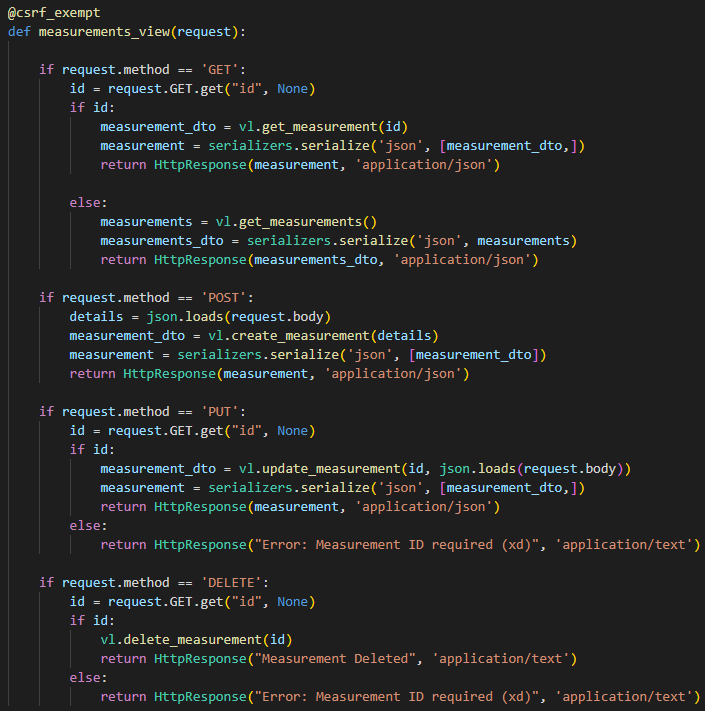 @csrf_exempt
def measurements_view(request):
    if request.method == 'GET':
        id = request.GET.get("id", None)
        if id:
            measurement_dto = vl.get_measurement(id)
            measurement = serializers.serialize('json', [measurement_dto,])
            return HttpResponse(measurement, 'application/json')
        else:
            measurements = vl.get_measurements()
            measurements_dto = serializers.serialize('json', measurements)
            return HttpResponse(measurements_dto, 'application/json')
    if request.method == 'POST':
        details = json.loads(request.body)
        measurement_dto = vl.create_measurement(details)
        measurement = serializers.serialize('json', [measurement_dto])
        return HttpResponse(measurement, 'application/json')
    if request.method == 'PUT':
        id = request.GET.get("id", None)
        if id:
            measurement_dto = vl.update_measurement(id, json.loads(request.body))
            measurement = serializers.serialize('json', [measurement_dto,])
            return HttpResponse(measurement, 'application/json')
        else:
            return HttpResponse("Error: Measurement ID required (xd)", 'application/text')
    if request.method == 'DELETE':
        id = request.GET.get("id", None)
        if id:
            vl.delete_measurement(id)
            return HttpResponse("Measurement Deleted", 'application/text')
        else:
            return HttpResponse("Error: Measurement ID required (xd)", 'application/text')